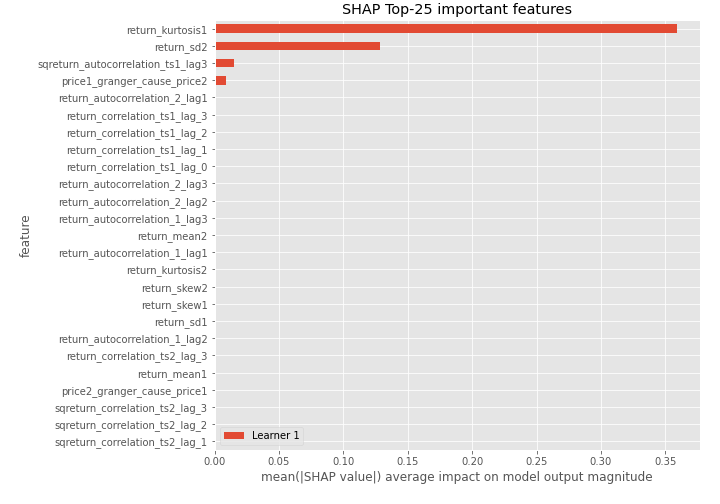 SHAP Top-25 important features
return_kurtosis1
return_sd2
sqreturn_autocorrelation_ts1_lag3
price1_granger_cause_price2
return_autocorrelation_2_lag1
return_correlation_ts1_lag_3
return_correlation_ts1_lag_2
return_correlation_ts1_lag_1
return_correlation_ts1_lag_0
return_autocorrelation_2_lag3
return_autocorrelation_2_lag2
return_autocorrelation_1_lag3
return_mean2
return_autocorrelation_1_lag1
return_kurtosis2
return_skew2
return_skew1
return_sd1
return_autocorrelation_1_lag2
return_correlation_ts2_lag_3
return_mean1
price2_granger_cause_price1
sqreturn_correlation_ts2_lag_3
sqreturn_correlation_ts2_lag_2
sqreturn_correlation_ts2_lag_1
feature
Learner 1
0.00 0.05 0.10 0.15 0.20 0.25 0.30 0.35
mean(|SHAP value|) average impact on model output magnitude